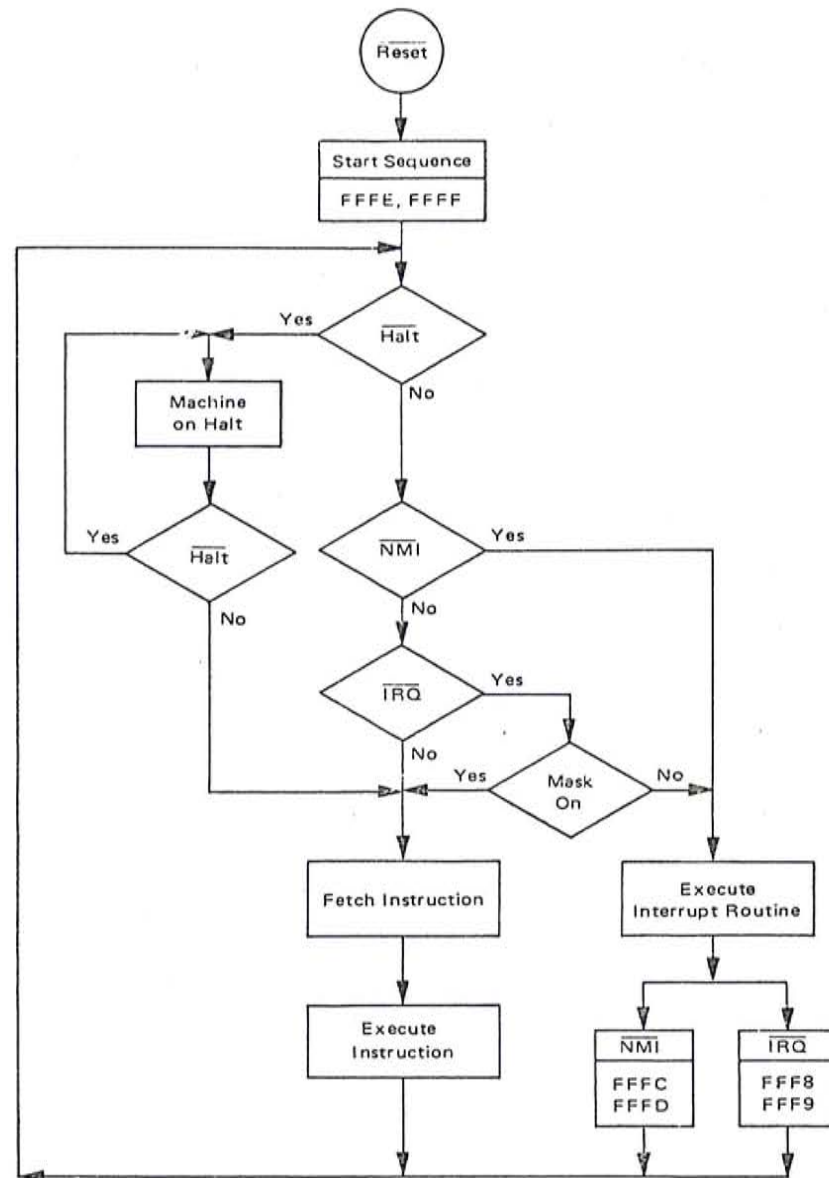 Reset
Start Sequence
FFFE, FFFF
Yes
Halt
No
Machine
on Halt
Yes
Halt
No
NMI
Yes
No
IRQ
Yes
No
Yes
Mask
On
No
Fetch Instruction
Execute
Interrupt Routine
Execute
Instruction
NMI
FFFC
FFFD
IRQ
FFF8
FFF9